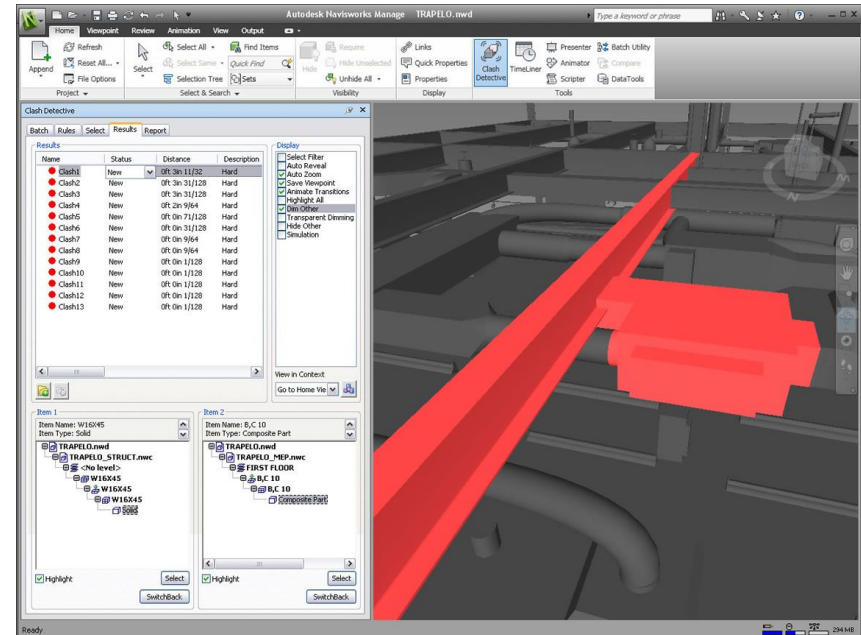 Autodesk Navisworks Manage TRAPELO.nwd
Type a keyword or phrase
Home Viewpoint Review Animation View Output
Append
Refresh
Reset All...
File Options
Project
Select
Select All
Select Same
Selection Tree
Find Items
Quick Find
Sets
Select & Search
Hide
Require
Hide Unselected
Unhide All
Visibility
Links
Quick Properties
Properties
Display
Clash Detective
TimeLiner
Presenter
Animator
Scripter
Batch Utility
Compare
DataTools
Tools
Clash Detective
Batch Rules Select Results Report
Results
Name Status Distance Description
Clash1 New 0ft 3in 11/32 Hard
Clash2 New 0ft 3in 31/128 Hard
Clash3 New 0ft 3in 31/128 Hard
Clash4 New 0ft 2in 9/64 Hard
Clash5 New 0ft 0in 71/128 Hard
Clash6 New 0ft 0in 31/128 Hard
Clash7 New 0ft 0in 9/64 Hard
Clash8 New 0ft 0in 9/64 Hard
Clash9 New 0ft 0in 1/128 Hard
Clash10 New 0ft 0in 1/128 Hard
Clash11 New 0ft 0in 1/128 Hard
Clash12 New 0ft 0in 1/128 Hard
Clash13 New 0ft 0in 1/128 Hard
Display
Select Filter
Auto Reveal
Auto Zoom
Save Viewpoint
Animate Transitions
Highlight All
Dim Other
Transparent Dimming
Hide Other
Simulation
View in Context
Go to Home Vie
Item 1
Item Name: W16X45
Item Type: Solid
TRAPELO.nwd
TRAPELO_STRUCT.nwc
<No level>
W16X45
W16X45
W16X45
Solid
Highlight
Select
SwitchBack
Item 2
Item Name: B,C 10
Item Type: Composite Part
TRAPELO.nwd
TRAPELO_MEP.nwc
FIRST FLOOR
B,C 10
B,C 10
Composite Part
Highlight
Select
SwitchBack
N
Ready
294 MB